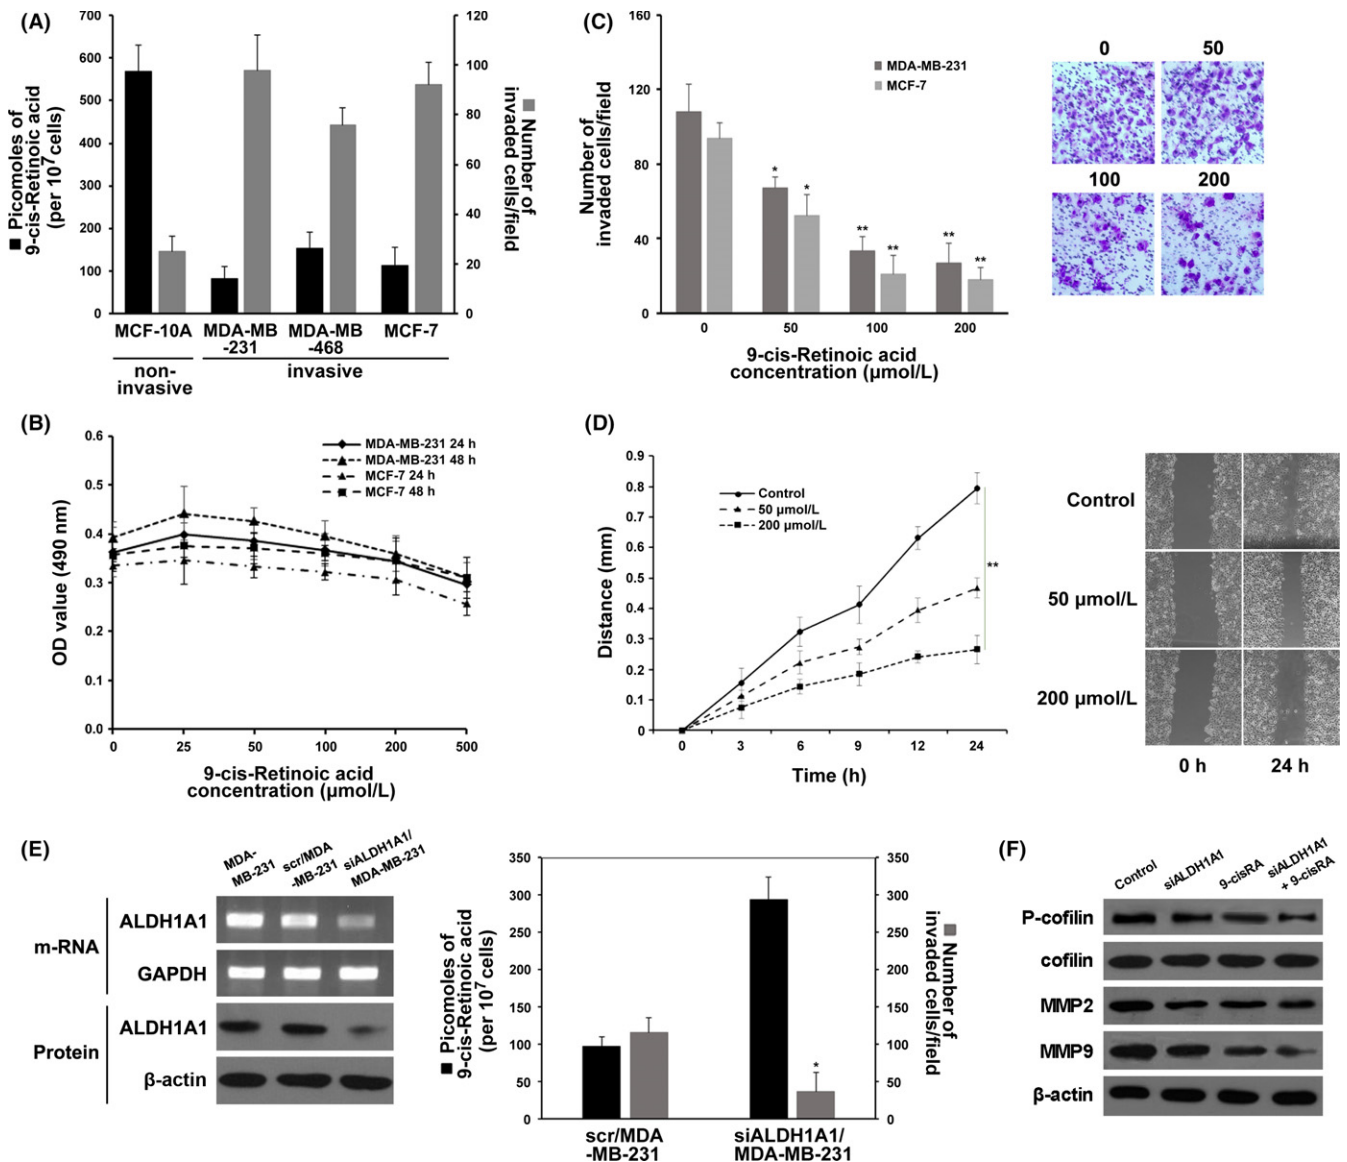 (A)
700
600
500
400
300
200
100
0
120
100
80
60
40
20
0
■ Picomoles of
9-cis-Retinoic acid
(per 10⁷ cells)
■ Number of
invaded cells/field
MCF-10A
MDA-MB
-231
MDA-MB
-468
MCF-7
non-
invasive
invasive
(C)
160
120
80
40
0
Number of
invaded cells/field
MDA-MB-231
MCF-7
*
*
**
**
**
**
0
50
100
200
9-cis-Retinoic acid
concentration (µmol/L)
0
50
100
200
(B)
0.6
0.5
0.4
0.3
0.2
0.1
0.0
OD value (490 nm)
MDA-MB-231 24 h
MDA-MB-231 48 h
MCF-7 24 h
MCF-7 48 h
0
25
50
100
200
500
9-cis-Retinoic acid
concentration (µmol/L)
(D)
0.9
0.8
0.7
0.6
0.5
0.4
0.3
0.2
0.1
0
Distance (mm)
Control
50 µmol/L
200 µmol/L
**
0
3
6
9
12
24
Time (h)
Control
50 µmol/L
200 µmol/L
0 h
24 h
(E)
MDA-
MB-231
scr/MDA
-MB-231
siALDH1A1/
MDA-MB-231
m-RNA
ALDH1A1
GAPDH
Protein
ALDH1A1
β-actin
350
300
250
200
150
100
50
0
350
300
250
200
150
100
50
0
■ Picomoles of
9-cis-Retinoic acid
(per 10⁷ cells)
■ Number of
invaded cells/field
*
scr/MDA
-MB-231
siALDH1A1/
MDA-MB-231
(F)
Control
siALDH1A1
9-cisRA
siALDH1A1
+ 9-cisRA
P-cofilin
cofilin
MMP2
MMP9
β-actin